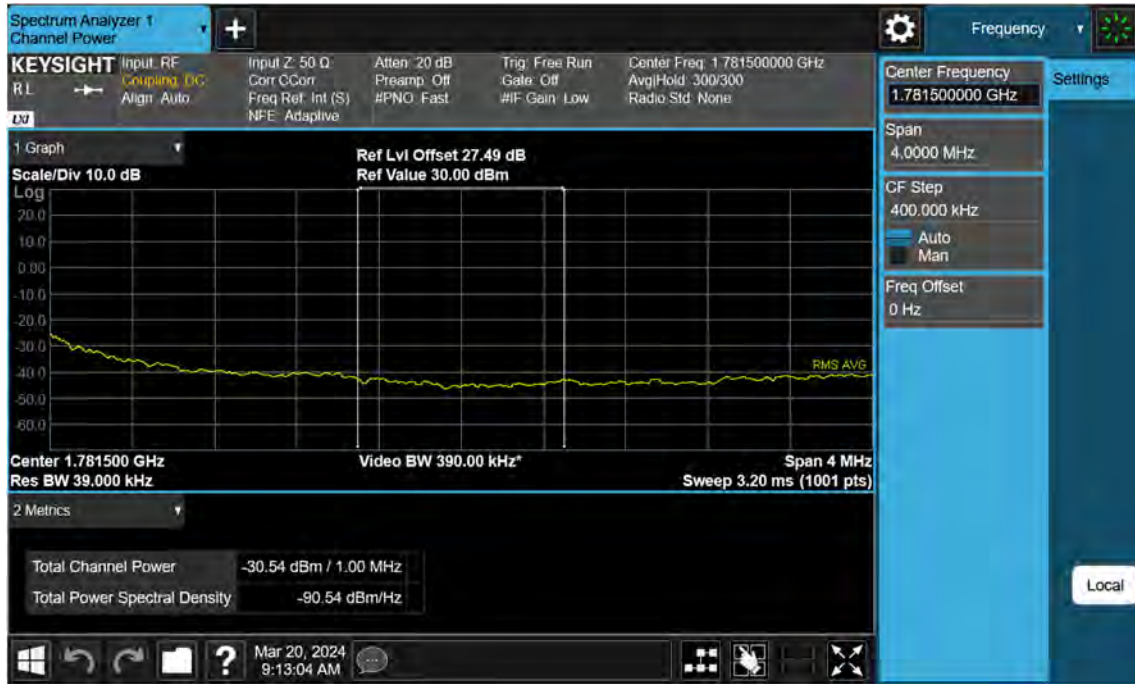 Spectrum Analyzer 1
Channel Power
+
Frequency
KEYSIGHT
RL
LXI
Input: RF
Coupling: DC
Align: Auto
Input Z: 50 Ω
Corr CCorr
Freq Ref: Int (S)
NFE: Adaptive
Atten: 20 dB
Preamp: Off
#PNO: Fast
Trig: Free Run
Gate: Off
#IF Gain: Low
Center Freq: 1.781500000 GHz
Avg|Hold: 300/300
Radio Std: None
Center Frequency
1.781500000 GHz
Settings
Span
4.0000 MHz
CF Step
400.000 kHz
Auto
Man
Freq Offset
0 Hz
Local
1 Graph
Scale/Div 10.0 dB
Ref Lvl Offset 27.49 dB
Ref Value 30.00 dBm
Log
20.0
10.0
0.00
-10.0
-20.0
-30.0
-40.0
-50.0
-60.0
RMS AVG
Center 1.781500 GHz
Res BW 39.000 kHz
Video BW 390.00 kHz*
Span 4 MHz
Sweep 3.20 ms (1001 pts)
2 Metrics
Total Channel Power -30.54 dBm / 1.00 MHz
Total Power Spectral Density -90.54 dBm/Hz
?
Mar 20, 2024
9:13:04 AM